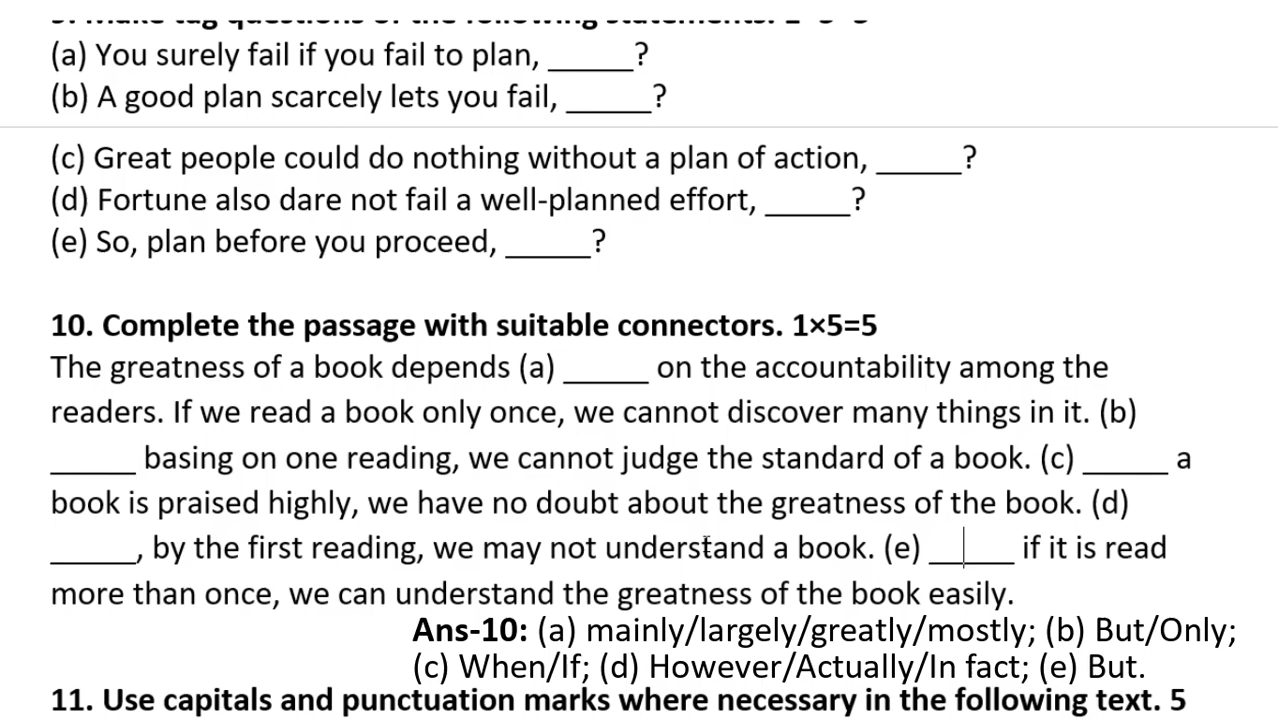 (a) You surely fail if you fail to plan, _____?
(b) A good plan scarcely lets you fail, _____?
(c) Great people could do nothing without a plan of action, _____?
(d) Fortune also dare not fail a well-planned effort, _____?
(e) So, plan before you proceed, _____?
10. Complete the passage with suitable connectors. 1×5=5
The greatness of a book depends (a) _____ on the accountability among the
readers. If we read a book only once, we cannot discover many things in it. (b)
_____ basing on one reading, we cannot judge the standard of a book. (c) _____ a
book is praised highly, we have no doubt about the greatness of the book. (d)
_____, by the first reading, we may not understand a book. (e) _____ if it is read
more than once, we can understand the greatness of the book easily.
Ans-10: (a) mainly/largely/greatly/mostly; (b) But/Only;
(c) When/If; (d) However/Actually/In fact; (e) But.
11. Use capitals and punctuation marks where necessary in the following text. 5